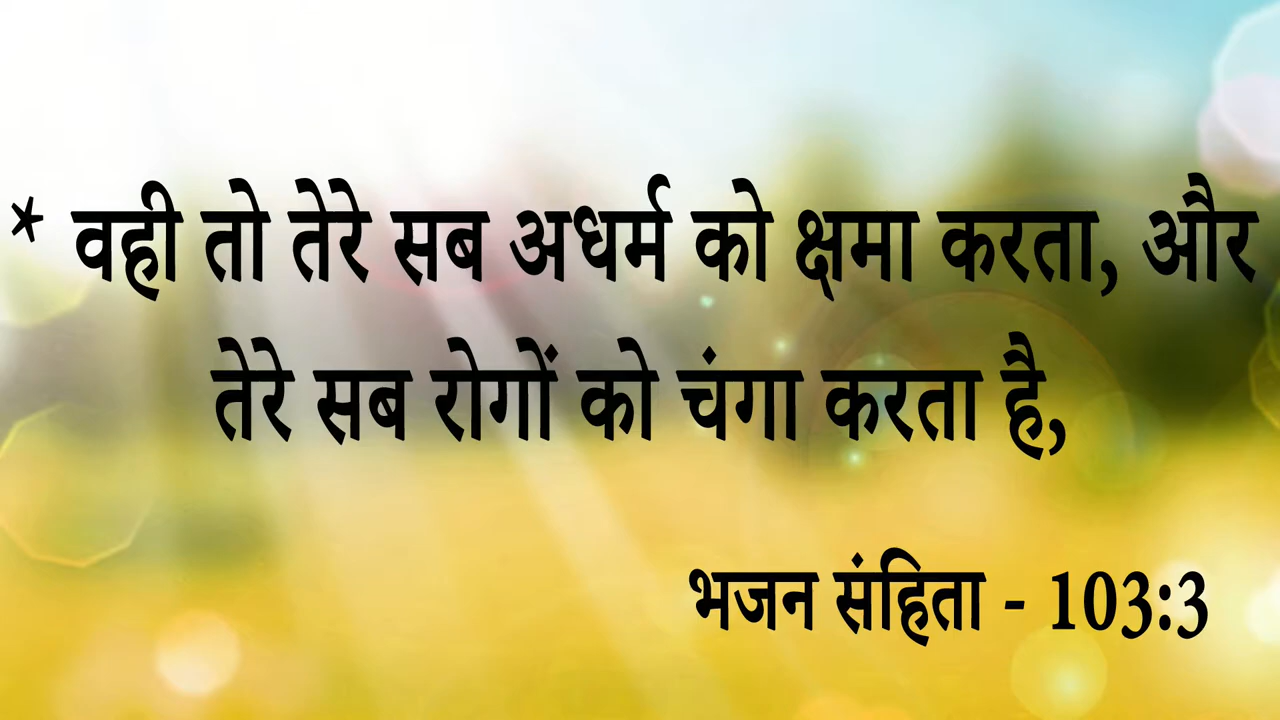 * वही तो तेरे सब अधर्म को क्षमा करता, और
तेरे सब रोगों को चंगा करता है,
भजन संहिता - 103:3